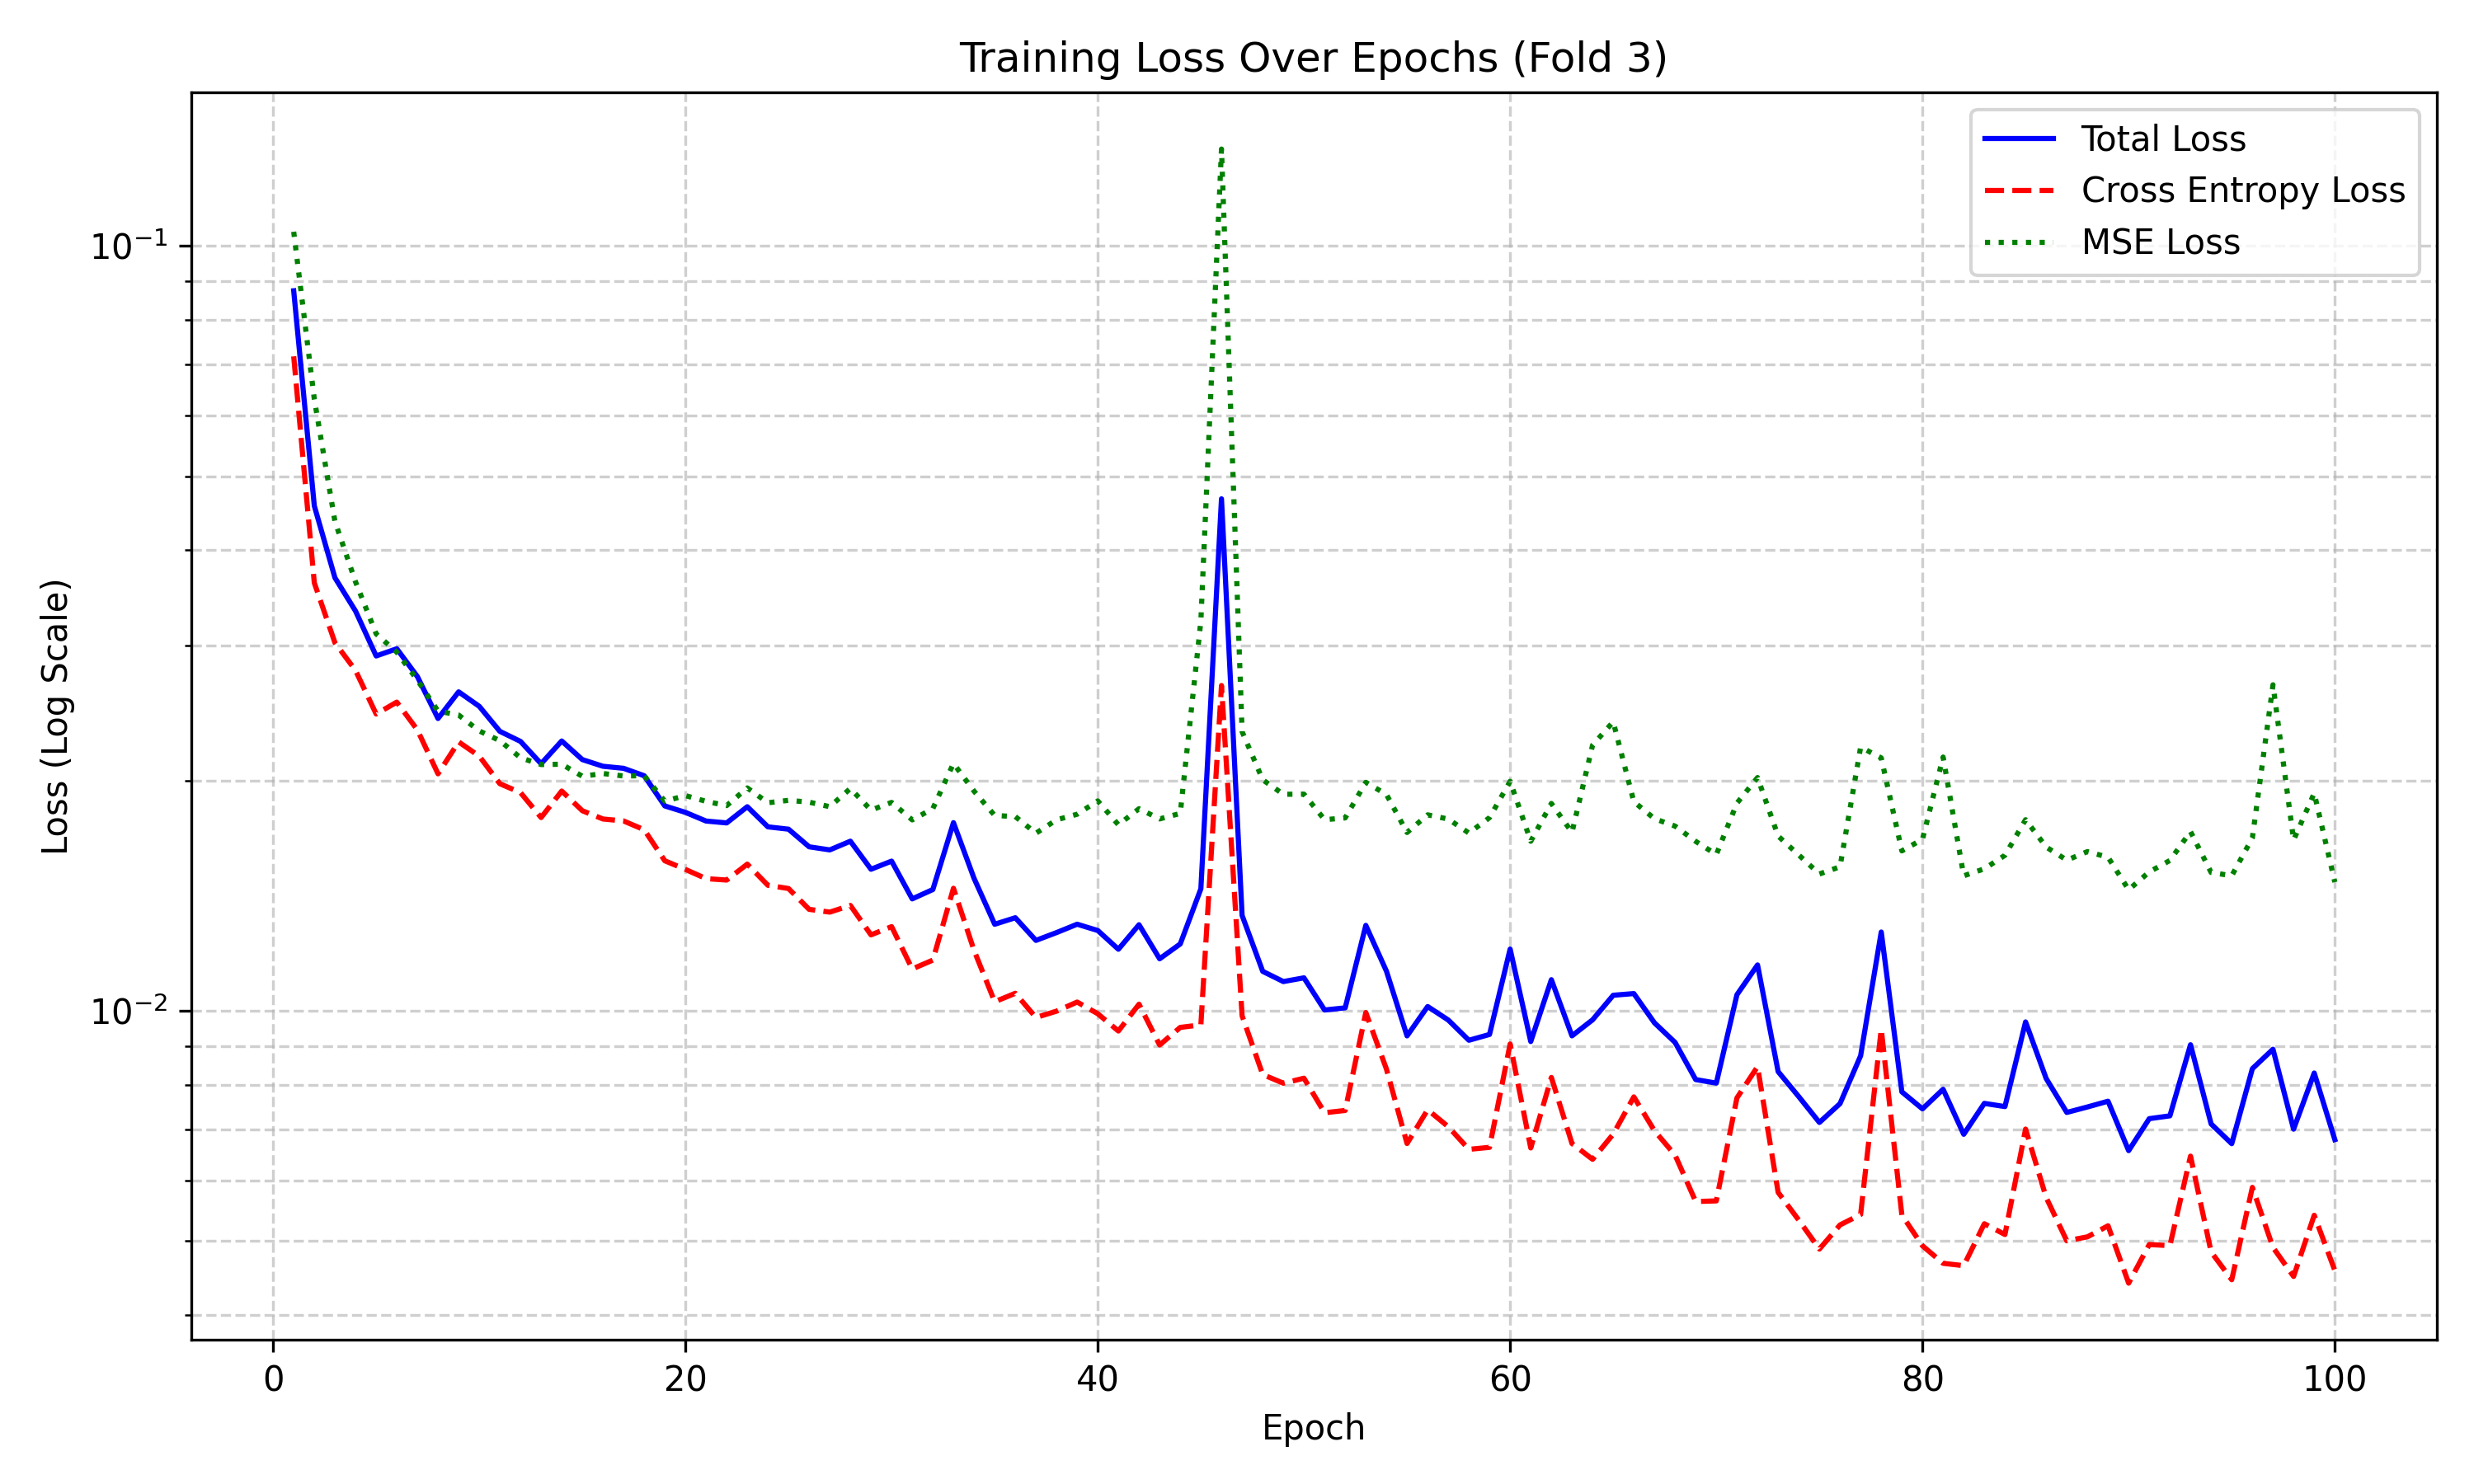 Training Loss Over Epochs (Fold 3)
Total Loss
Cross Entropy Loss
MSE Loss
10⁻¹
10⁻²
Loss (Log Scale)
0 20 40 60 80 100
Epoch